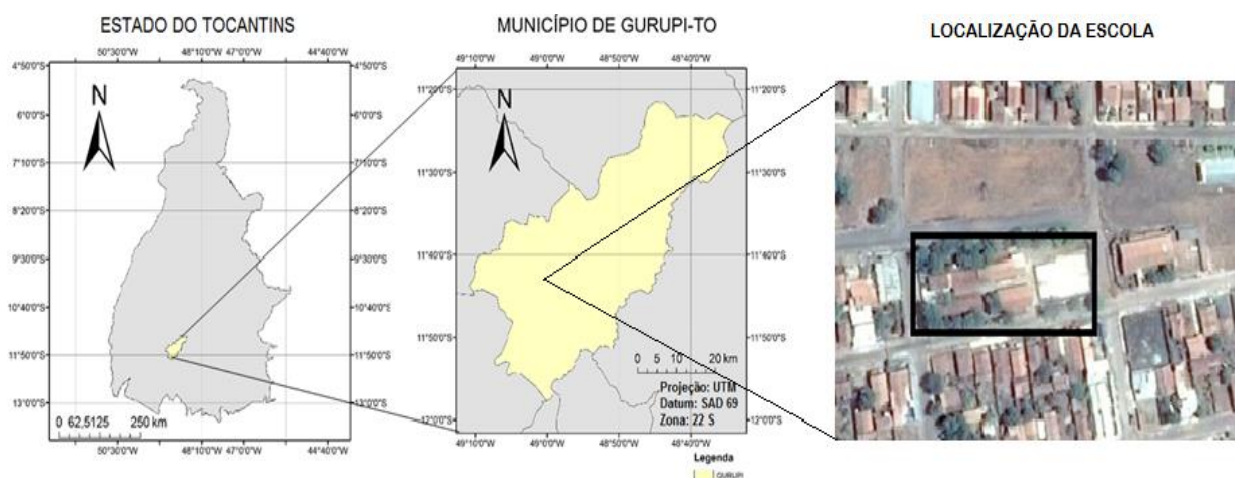 ESTADO DO TOCANTINS
50°30'0"W 48°10'0"W 47°0'0"W 44°40'0"W
4°50'0"S 4°50'0"S
N
6°0'0"S 6°0'0"S
7°10'0"S 7°10'0"S
8°20'0"S 8°20'0"S
9°30'0"S 9°30'0"S
10°40'0"S 10°40'0"S
11°50'0"S 11°50'0"S
13°0'0"S 13°0'0"S
0 62.5125 250 km
50°30'0"W 48°10'0"W 47°0'0"W 44°40'0"W
MUNICÍPIO DE GURUPI-TO
49°10'0"W 49°0'0"W 48°50'0"W 48°40'0"W
11°20'0"S 11°20'0"S
N
11°30'0"S 11°30'0"S
11°40'0"S 11°40'0"S
11°50'0"S 11°50'0"S
0 5 10 20 km
Projeção: UTM
Datum: SAD 69
Zona: 22 S
12°0'0"S 12°0'0"S
49°10'0"W 49°0'0"W 48°50'0"W 48°40'0"W
Legenda
GURUPI
LOCALIZAÇÃO DA ESCOLA